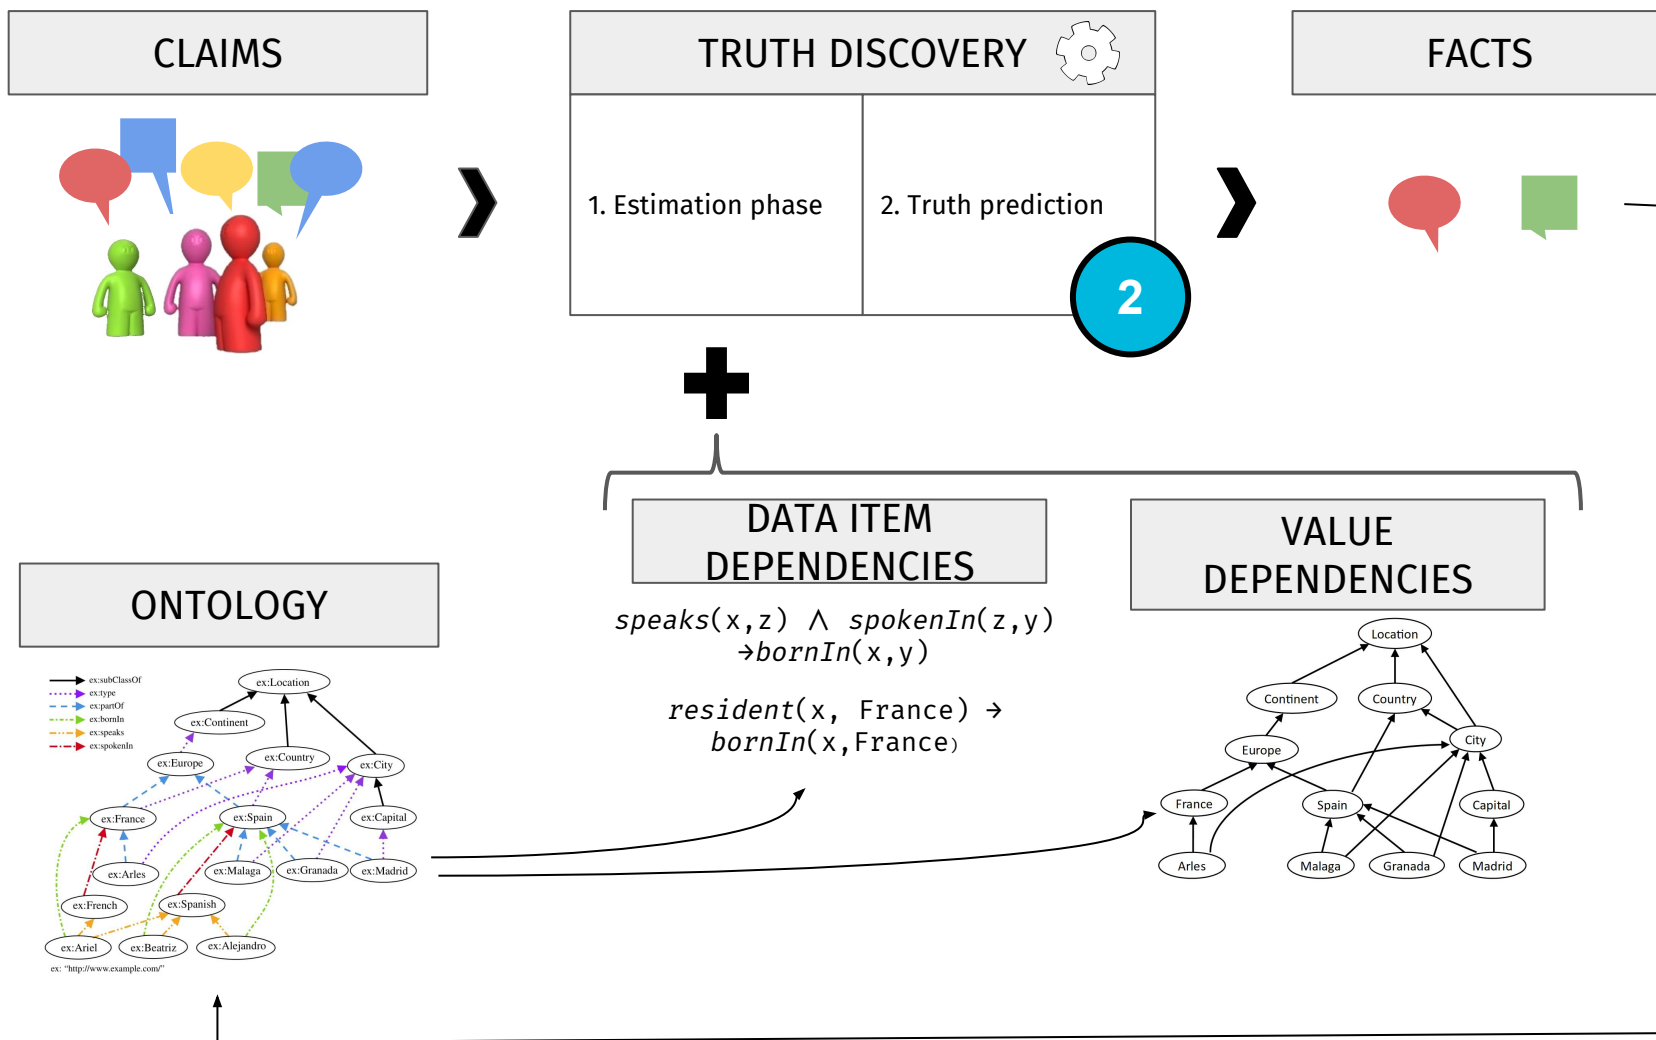 CLAIMS
TRUTH DISCOVERY
FACTS
1. Estimation phase
2. Truth prediction
2
DATA ITEM
DEPENDENCIES
VALUE
DEPENDENCIES
ONTOLOGY
speaks(x,z) ∧ spokenIn(z,y)
→bornIn(x,y)
resident(x, France) →
bornIn(x,France)
ex:subClassOf
ex:type
ex:partOf
ex:bornIn
ex:speaks
ex:spokenIn
ex:Location
ex:Continent
ex:Europe
ex:Country
ex:City
ex:France
ex:Spain
ex:Capital
ex:Arles
ex:Malaga
ex:Granada
ex:Madrid
ex:French
ex:Spanish
ex:Ariel
ex:Beatriz
ex:Alejandro
ex: "http://www.example.com/"
Location
Continent
Country
Europe
City
France
Spain
Capital
Arles
Malaga
Granada
Madrid